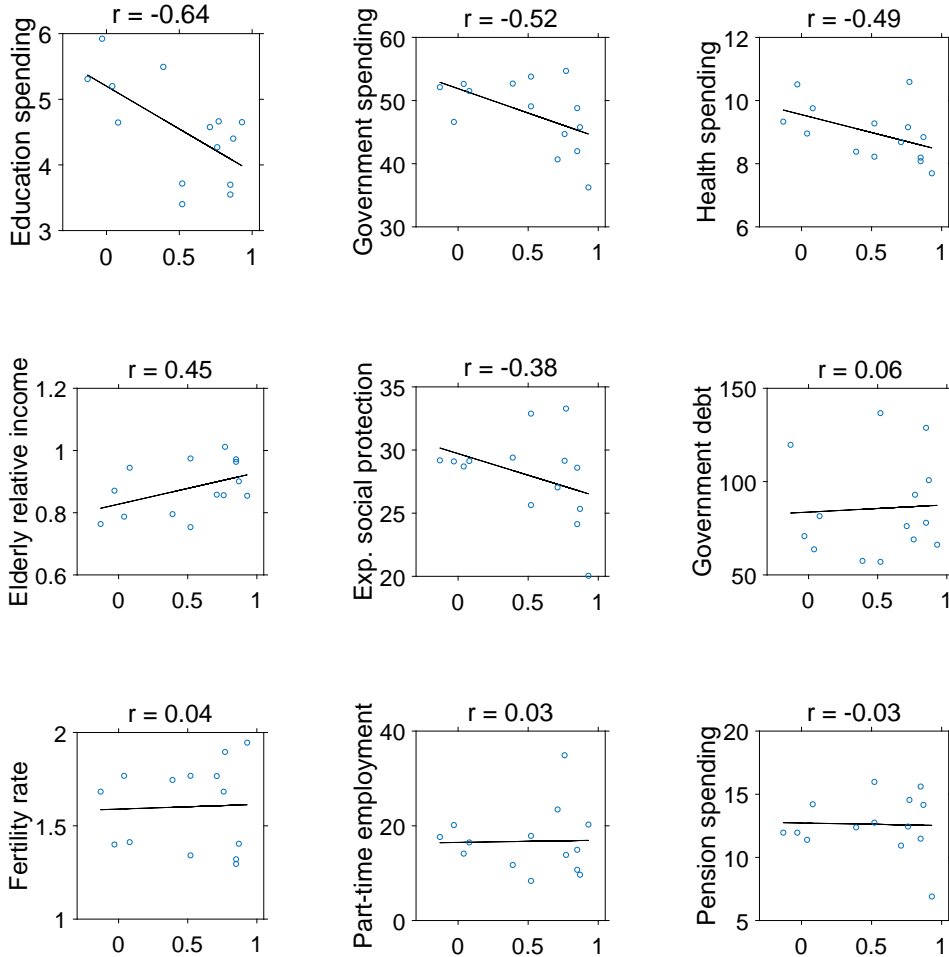 r = -0.64
Education spending
6
5
4
3
0 0.5 1
r = -0.52
Government spending
60
50
40
30
0 0.5 1
r = -0.49
Health spending
12
10
8
6
0 0.5 1
r = 0.45
Elderly relative income
1.2
1
0.8
0.6
0 0.5 1
r = -0.38
Exp. social protection
35
30
25
20
0 0.5 1
r = 0.06
Government debt
150
100
50
0 0.5 1
r = 0.04
Fertility rate
2
1.5
1
0 0.5 1
r = 0.03
Part-time employment
40
20
0
0 0.5 1
r = -0.03
Pension spending
20
15
10
5
0 0.5 1